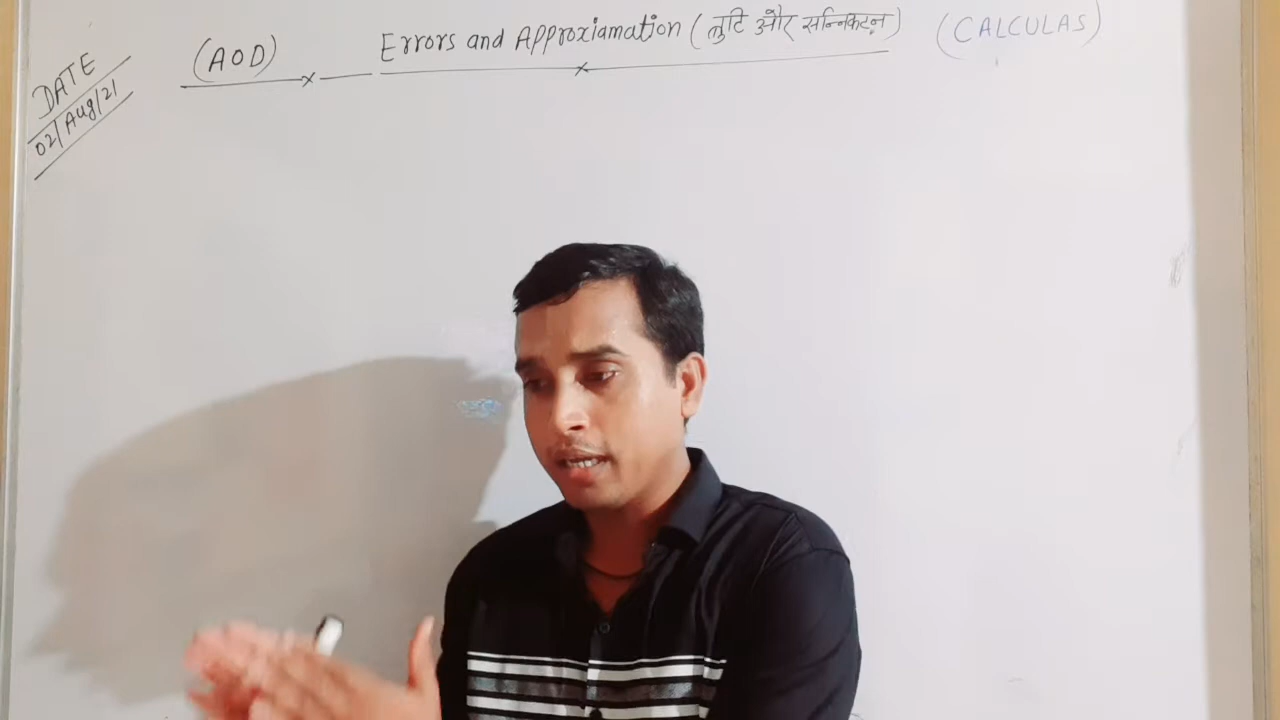 DATE
02/Aug/21
(AOD) Errors and Approxiamation (त्रुटि और सन्निकटन) (CALCULAS)